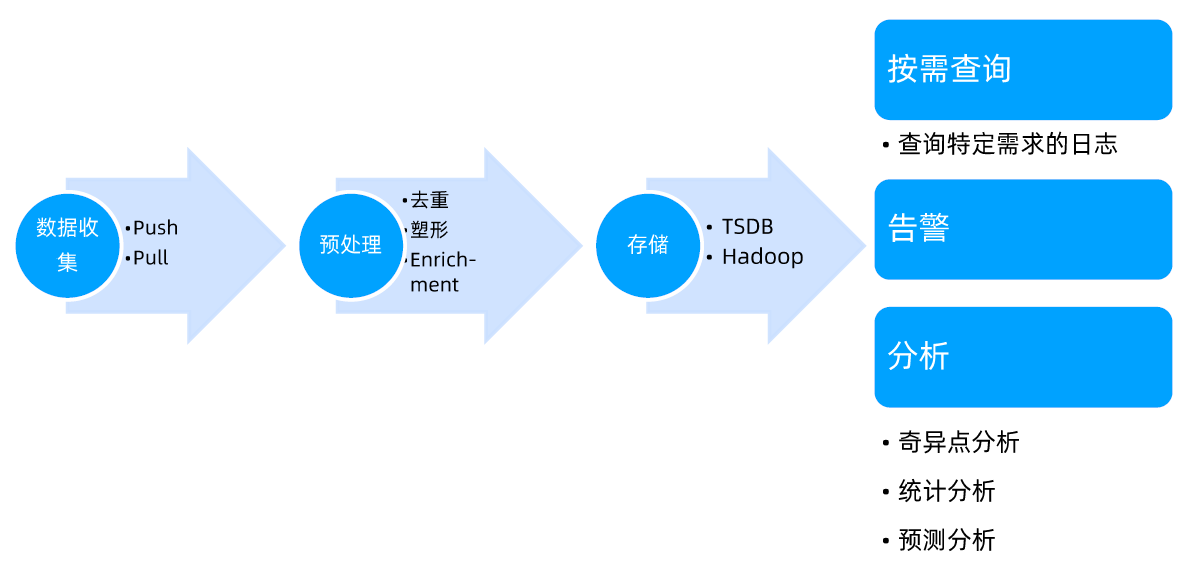 数据收
集
•Push
•Pull
预处理
•去重
•塑形
•Enrich-
ment
存储
• TSDB
• Hadoop
按需查询
• 查询特定需求的日志
告警
分析
• 奇异点分析
• 统计分析
• 预测分析